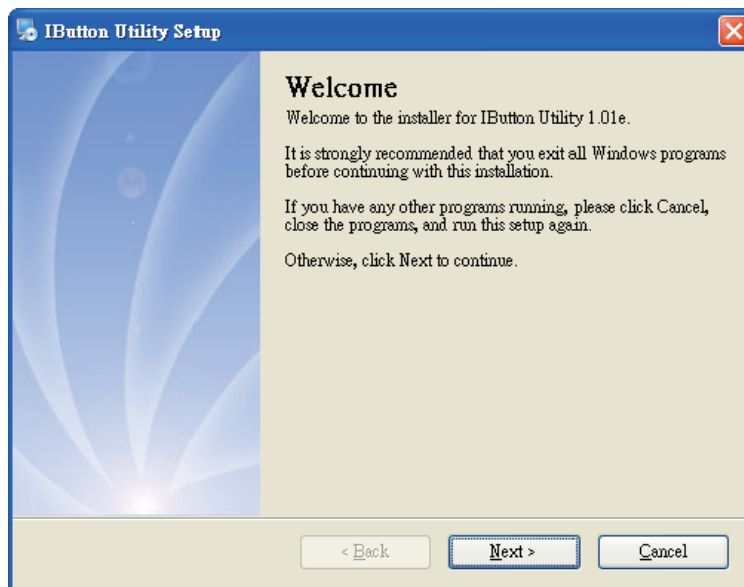 IButton Utility Setup
Welcome
Welcome to the installer for IButton Utility 1.01e.
It is strongly recommended that you exit all Windows programs
before continuing with this installation.
If you have any other programs running, please click Cancel,
close the programs, and run this setup again.
Otherwise, click Next to continue.
< Back
Next >
Cancel